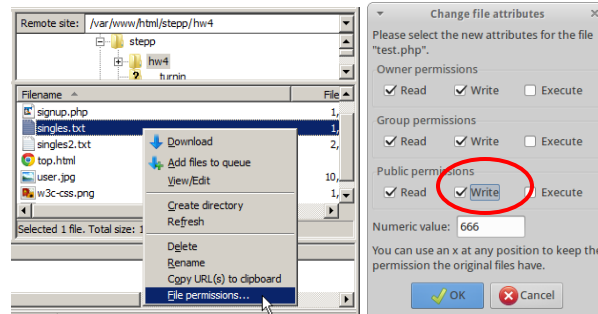 Remote site: /var/www/html/stepp/hw4
stepp
hw4
turnin
Filename File
signup.php 1,
singles.txt 1,
singles2.txt 2,
top.html
user.jpg 10,
w3c-css.png 1,
Selected 1 file. Total size: 1
Download
Add files to queue
View/Edit
Create directory
Refresh
Delete
Rename
Copy URL(s) to clipboard
File permissions...
Change file attributes
Please select the new attributes for the file
"test.php".
Owner permissions
Read Write Execute
Group permissions
Read Write Execute
Public permissions
Read Write Execute
Numeric value: 666
You can use an x at any position to keep the
permission the original files have.
OK Cancel